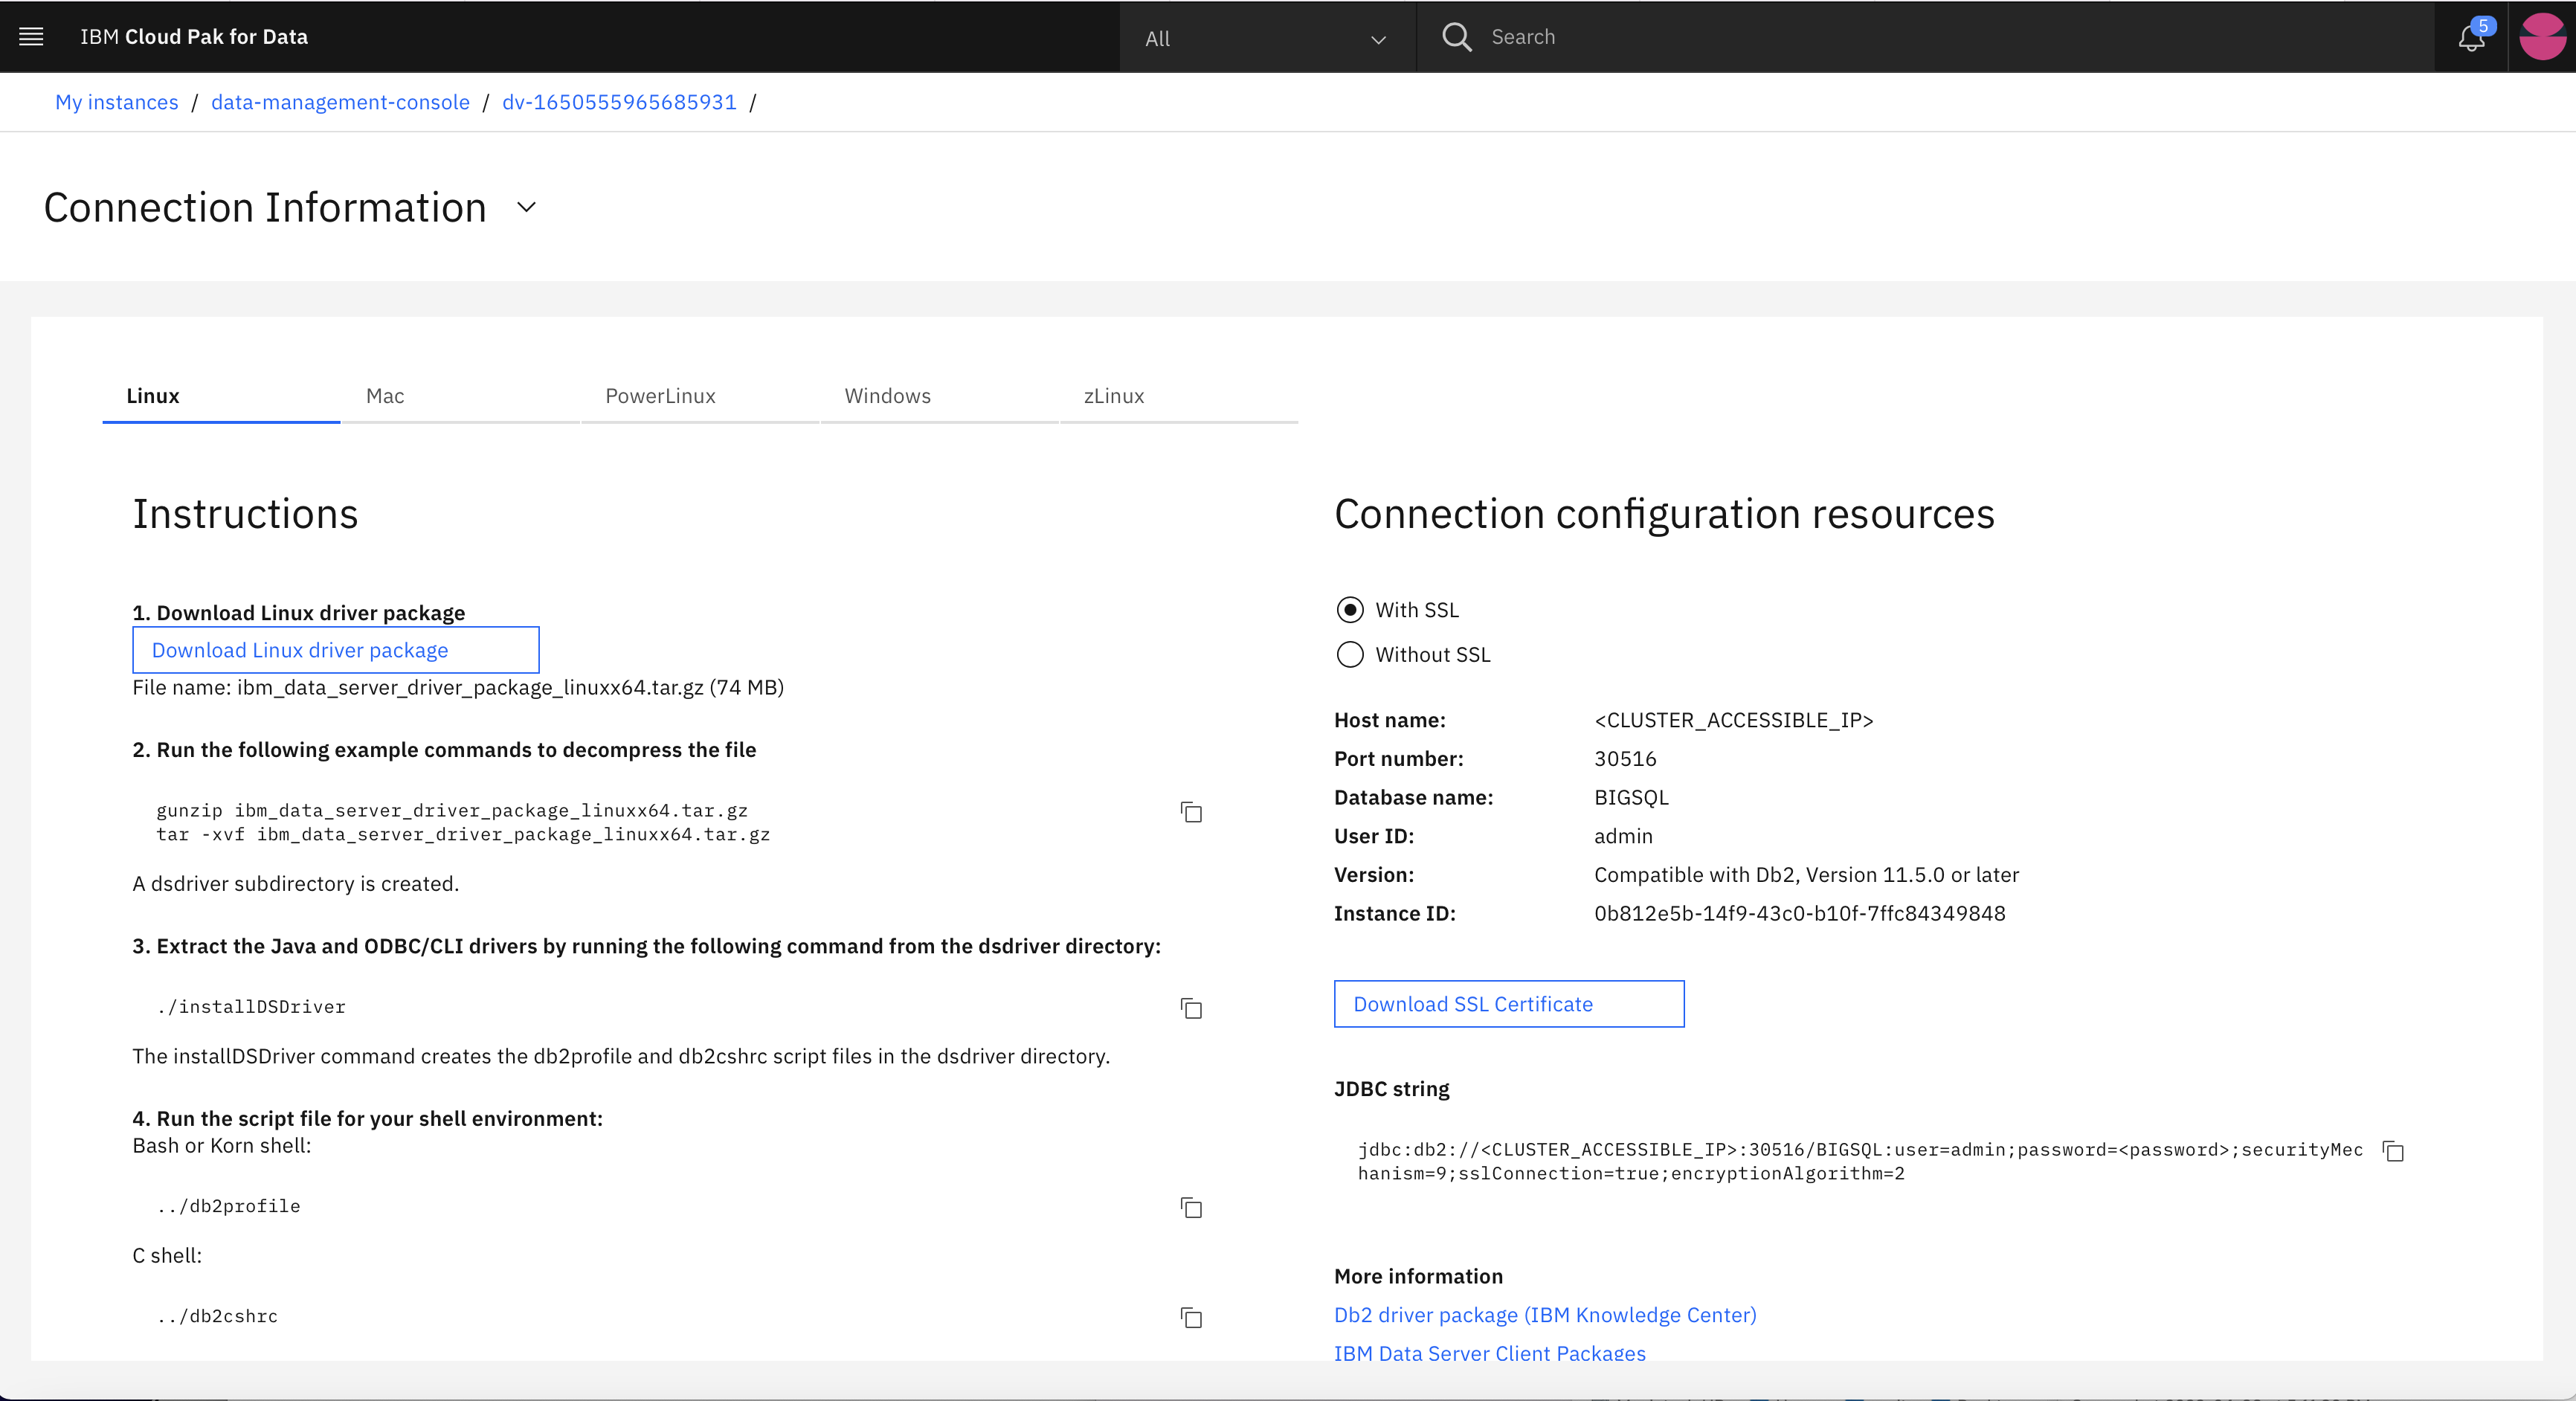 IBM Cloud Pak for Data
All
Search
5
My instances / data-management-console / dv-1650555965685931 /
Connection Information
Linux
Mac
PowerLinux
Windows
zLinux
Instructions
1. Download Linux driver package
Download Linux driver package
File name: ibm_data_server_driver_package_linuxx64.tar.gz (74 MB)
2. Run the following example commands to decompress the file
gunzip ibm_data_server_driver_package_linuxx64.tar.gz
tar -xvf ibm_data_server_driver_package_linuxx64.tar.gz
A dsdriver subdirectory is created.
3. Extract the Java and ODBC/CLI drivers by running the following command from the dsdriver directory:
./installDSDriver
The installDSDriver command creates the db2profile and db2cshrc script files in the dsdriver directory.
4. Run the script file for your shell environment:
Bash or Korn shell:
../db2profile
C shell:
../db2cshrc
Connection configuration resources
With SSL
Without SSL
Host name: <CLUSTER_ACCESSIBLE_IP>
Port number: 30516
Database name: BIGSQL
User ID: admin
Version: Compatible with Db2, Version 11.5.0 or later
Instance ID: 0b812e5b-14f9-43c0-b10f-7ffc84349848
Download SSL Certificate
JDBC string
jdbc:db2://<CLUSTER_ACCESSIBLE_IP>:30516/BIGSQL:user=admin;password=<password>;securityMec
hanism=9;sslConnection=true;encryptionAlgorithm=2
More information
Db2 driver package (IBM Knowledge Center)
IBM Data Server Client Packages